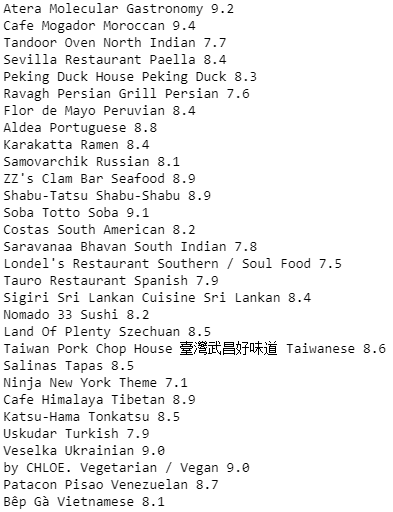 Atera Molecular Gastronomy 9.2
Cafe Mogador Moroccan 9.4
Tandoor Oven North Indian 7.7
Sevilla Restaurant Paella 8.4
Peking Duck House Peking Duck 8.3
Ravagh Persian Grill Persian 7.6
Flor de Mayo Peruvian 8.4
Aldea Portuguese 8.8
Karakatta Ramen 8.4
Samovarchik Russian 8.1
ZZ's Clam Bar Seafood 8.9
Shabu-Tatsu Shabu-Shabu 8.9
Soba Totto Soba 9.1
Costas South American 8.2
Saravanaa Bhavan South Indian 7.8
Londel's Restaurant Southern / Soul Food 7.5
Tauro Restaurant Spanish 7.9
Sigiri Sri Lankan Cuisine Sri Lankan 8.4
Nomado 33 Sushi 8.2
Land Of Plenty Szechuan 8.5
Taiwan Pork Chop House 臺灣武昌好味道 Taiwanese 8.6
Salinas Tapas 8.5
Ninja New York Theme 7.1
Cafe Himalaya Tibetan 8.9
Katsu-Hama Tonkatsu 8.5
Uskudar Turkish 7.9
Veselka Ukrainian 9.0
by CHLOE. Vegetarian / Vegan 9.0
Patacon Pisao Venezuelan 8.7
Bêp Gà Vietnamese 8.1